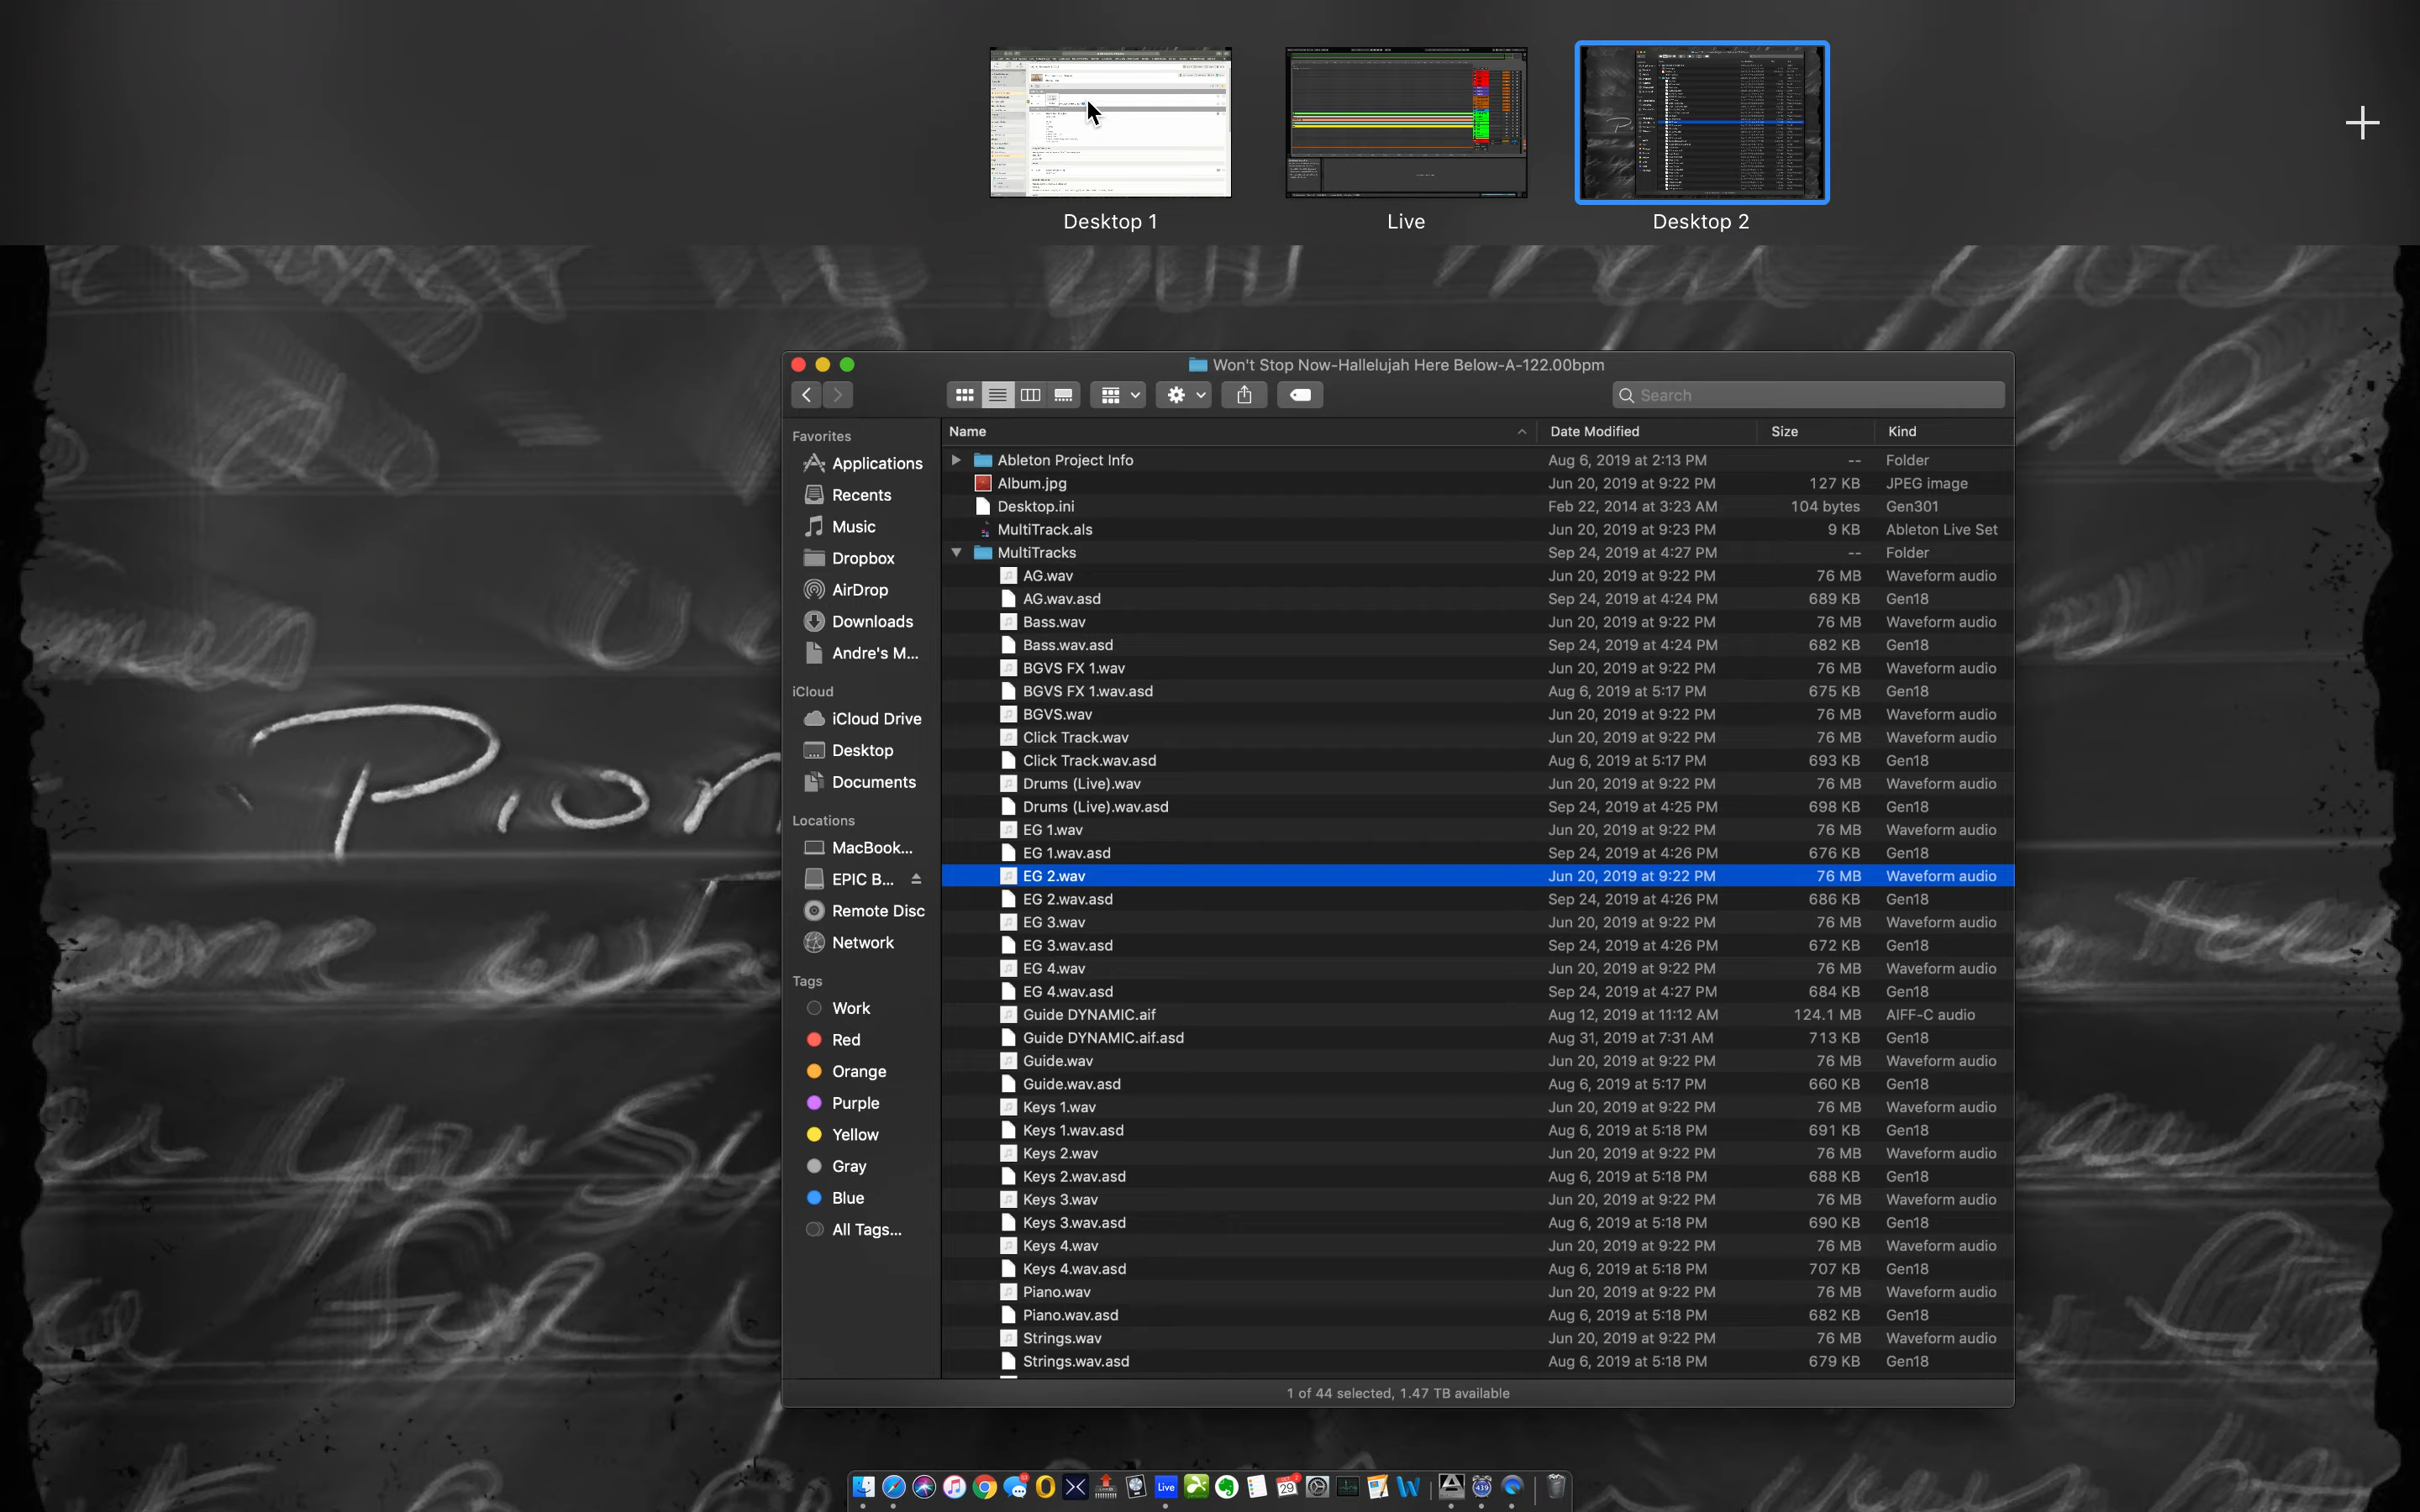 Desktop 1
Live
Desktop 2
Won't Stop Now-Hallelujah Here Below-A-122.00bpm
Search
Favorites
Applications
Recents
Music
Dropbox
AirDrop
Downloads
Andre's M...
iCloud
iCloud Drive
Desktop
Documents
Locations
MacBook...
EPIC B...
Remote Disc
Network
Tags
Work
Red
Orange
Purple
Yellow
Gray
Blue
All Tags...
Name Date Modified Size Kind
Ableton Project Info Aug 6, 2019 at 2:13 PM -- Folder
Album.jpg Jun 20, 2019 at 9:22 PM 127 KB JPEG image
Desktop.ini Feb 22, 2014 at 3:23 AM 104 bytes Gen301
MultiTrack.als Jun 20, 2019 at 9:23 PM 9 KB Ableton Live Set
MultiTracks Sep 24, 2019 at 4:27 PM -- Folder
AG.wav Jun 20, 2019 at 9:22 PM 76 MB Waveform audio
AG.wav.asd Sep 24, 2019 at 4:24 PM 689 KB Gen18
Bass.wav Jun 20, 2019 at 9:22 PM 76 MB Waveform audio
Bass.wav.asd Sep 24, 2019 at 4:24 PM 682 KB Gen18
BGVS FX 1.wav Jun 20, 2019 at 9:22 PM 76 MB Waveform audio
BGVS FX 1.wav.asd Aug 6, 2019 at 5:17 PM 675 KB Gen18
BGVS.wav Jun 20, 2019 at 9:22 PM 76 MB Waveform audio
Click Track.wav Jun 20, 2019 at 9:22 PM 76 MB Waveform audio
Click Track.wav.asd Aug 6, 2019 at 5:17 PM 693 KB Gen18
Drums (Live).wav Jun 20, 2019 at 9:22 PM 76 MB Waveform audio
Drums (Live).wav.asd Sep 24, 2019 at 4:25 PM 698 KB Gen18
EG 1.wav Jun 20, 2019 at 9:22 PM 76 MB Waveform audio
EG 1.wav.asd Sep 24, 2019 at 4:26 PM 676 KB Gen18
EG 2.wav Jun 20, 2019 at 9:22 PM 76 MB Waveform audio
EG 2.wav.asd Sep 24, 2019 at 4:26 PM 686 KB Gen18
EG 3.wav Jun 20, 2019 at 9:22 PM 76 MB Waveform audio
EG 3.wav.asd Sep 24, 2019 at 4:26 PM 672 KB Gen18
EG 4.wav Jun 20, 2019 at 9:22 PM 76 MB Waveform audio
EG 4.wav.asd Sep 24, 2019 at 4:27 PM 684 KB Gen18
Guide DYNAMIC.aif Aug 12, 2019 at 11:12 AM 124.1 MB AIFF-C audio
Guide DYNAMIC.aif.asd Aug 31, 2019 at 7:31 AM 713 KB Gen18
Guide.wav Jun 20, 2019 at 9:22 PM 76 MB Waveform audio
Guide.wav.asd Aug 6, 2019 at 5:17 PM 660 KB Gen18
Keys 1.wav Jun 20, 2019 at 9:22 PM 76 MB Waveform audio
Keys 1.wav.asd Aug 6, 2019 at 5:18 PM 691 KB Gen18
Keys 2.wav Jun 20, 2019 at 9:22 PM 76 MB Waveform audio
Keys 2.wav.asd Aug 6, 2019 at 5:18 PM 688 KB Gen18
Keys 3.wav Jun 20, 2019 at 9:22 PM 76 MB Waveform audio
Keys 3.wav.asd Aug 6, 2019 at 5:18 PM 690 KB Gen18
Keys 4.wav Jun 20, 2019 at 9:22 PM 76 MB Waveform audio
Keys 4.wav.asd Aug 6, 2019 at 5:18 PM 707 KB Gen18
Piano.wav Jun 20, 2019 at 9:22 PM 76 MB Waveform audio
Piano.wav.asd Aug 6, 2019 at 5:18 PM 682 KB Gen18
Strings.wav Jun 20, 2019 at 9:22 PM 76 MB Waveform audio
Strings.wav.asd Aug 6, 2019 at 5:18 PM 679 KB Gen18
1 of 44 selected, 1.47 TB available
Live
29
439